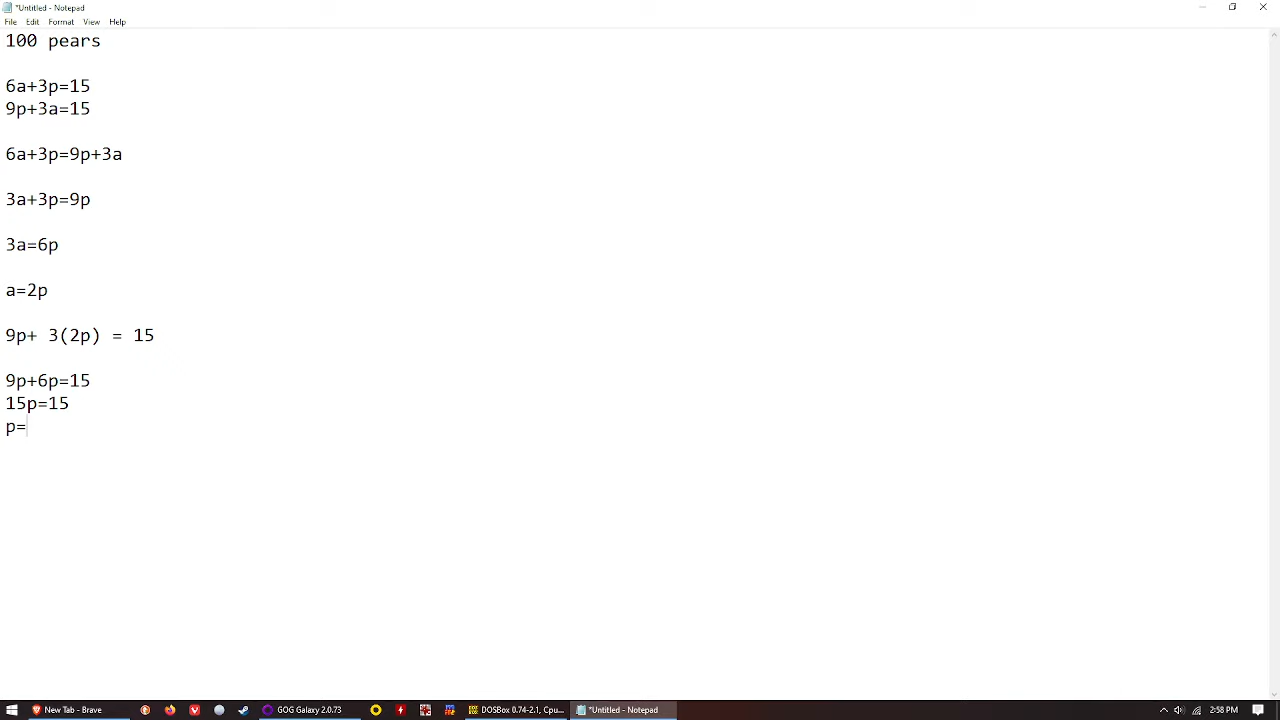 *Untitled - Notepad
File Edit Format View Help
100 pears
6a+3p=15
9p+3a=15
6a+3p=9p+3a
3a+3p=9p
3a=6p
a=2p
9p+ 3(2p) = 15
9p+6p=15
15p=15
p=
New Tab - Brave GOG Galaxy 2.0.73 DOSBox 0.74-2.1, Cpu... *Untitled - Notepad 2:58 PM